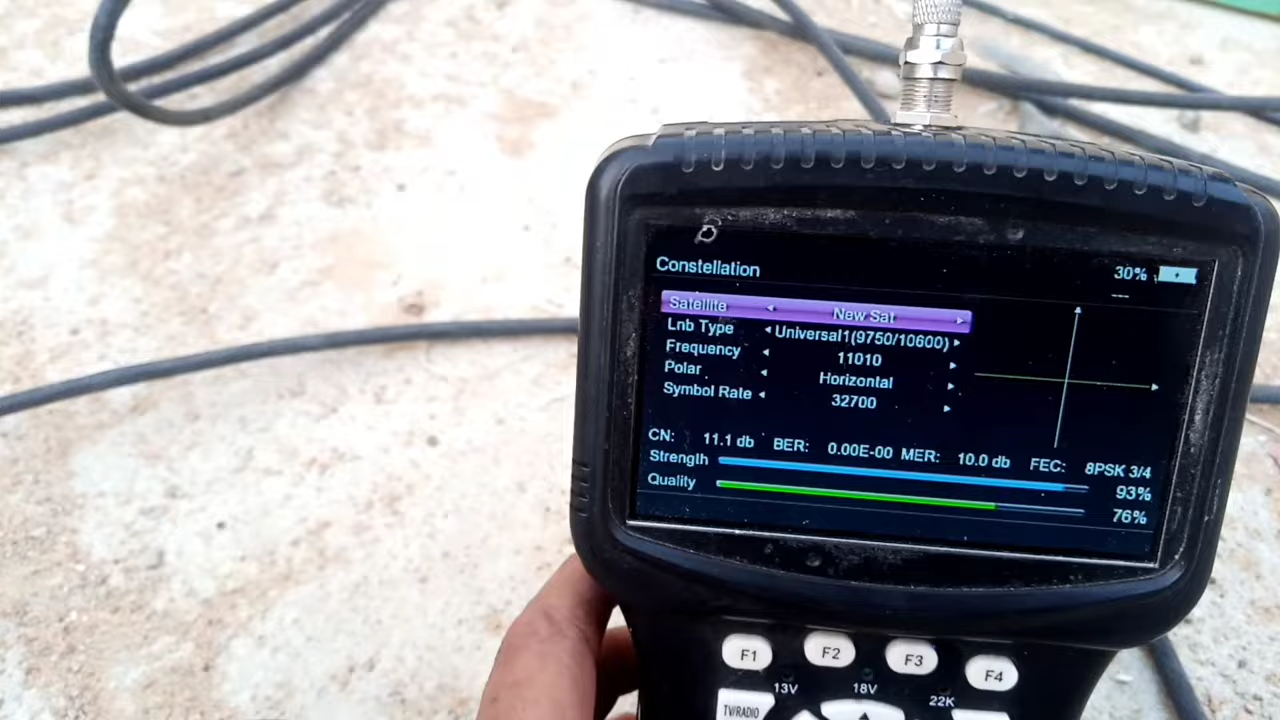 Constellation 30%
Satellite New Sat
Lnb Type Universal1(9750/10600)
Frequency 11010
Polar Horizontal
Symbol Rate 32700
CN: 11.1 db BER: 0.00E-00 MER: 10.0 db FEC: 8PSK 3/4
Strength 93%
Quality 76%
F1 F2 F3 F4
13V 18V 22K
TV/RADIO